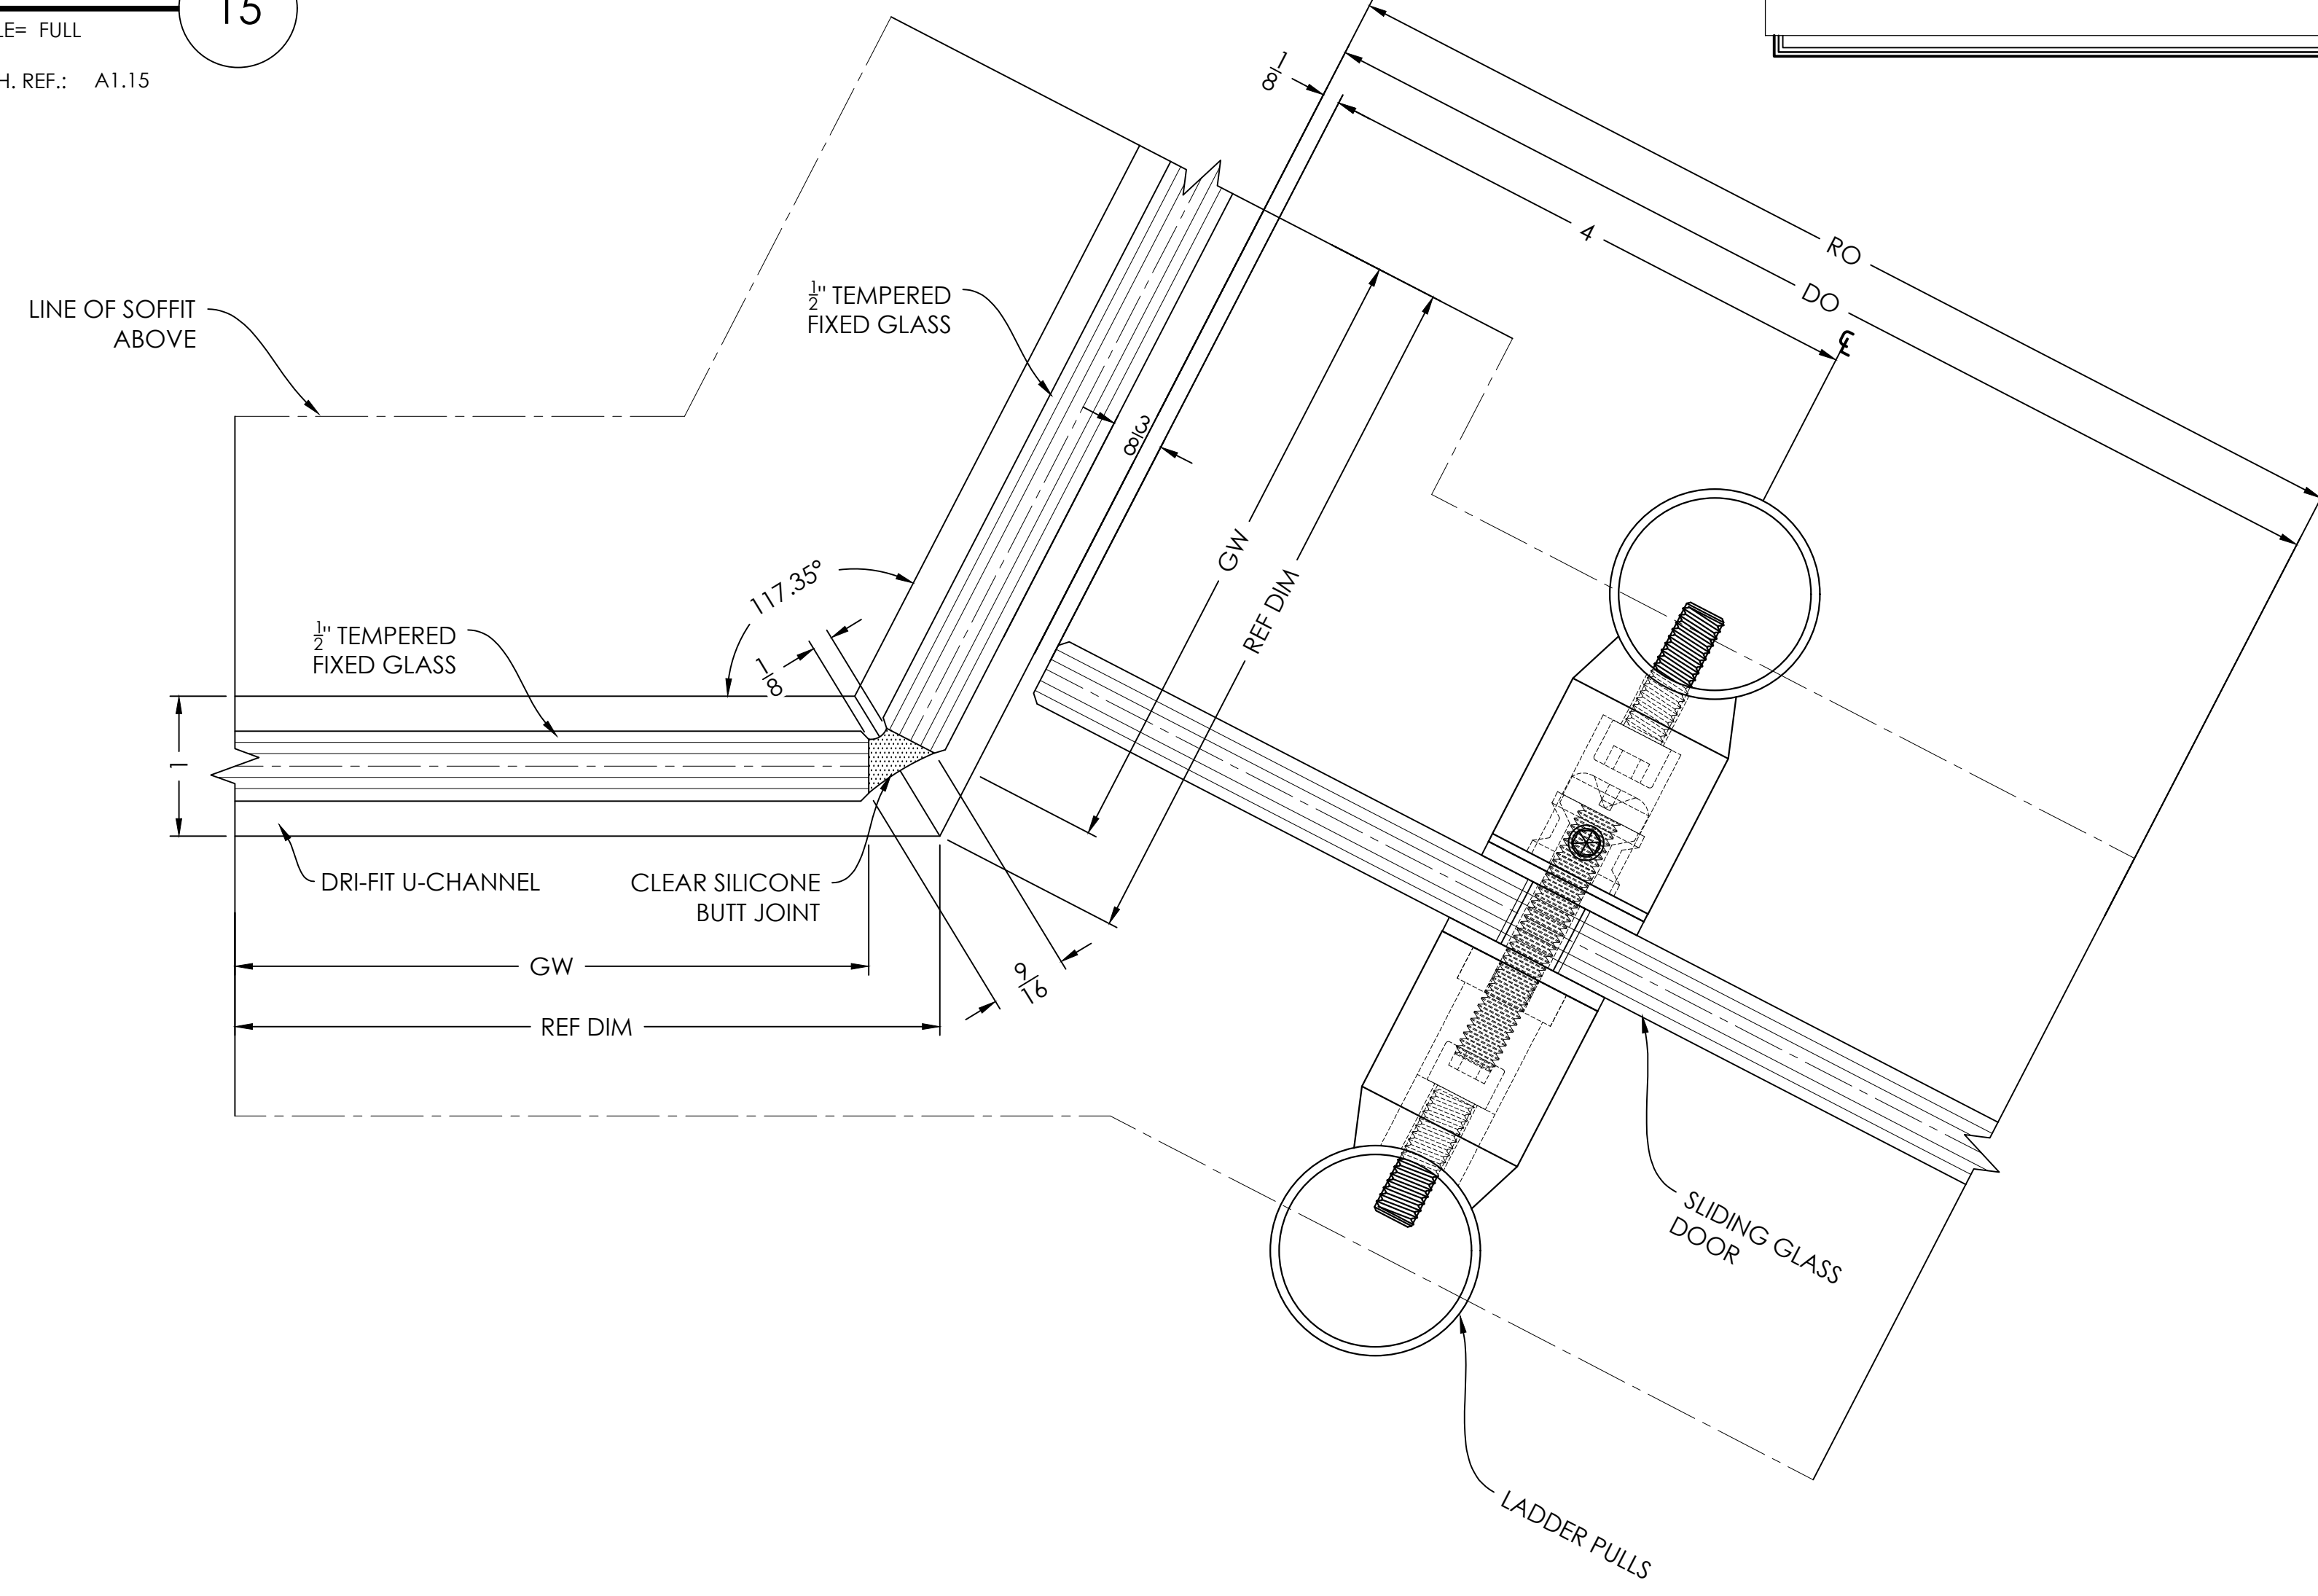 15
LE= FULL
H. REF.: A1.15
1/8
RO
DO
4
℄
LINE OF SOFFIT
ABOVE
1/2" TEMPERED
FIXED GLASS
3/8
GW
REF DIM
117.35°
1/2" TEMPERED
FIXED GLASS
1/8
1
DRI-FIT U-CHANNEL
CLEAR SILICONE
BUTT JOINT
GW
9/16
REF DIM
SLIDING GLASS
DOOR
LADDER PULLS